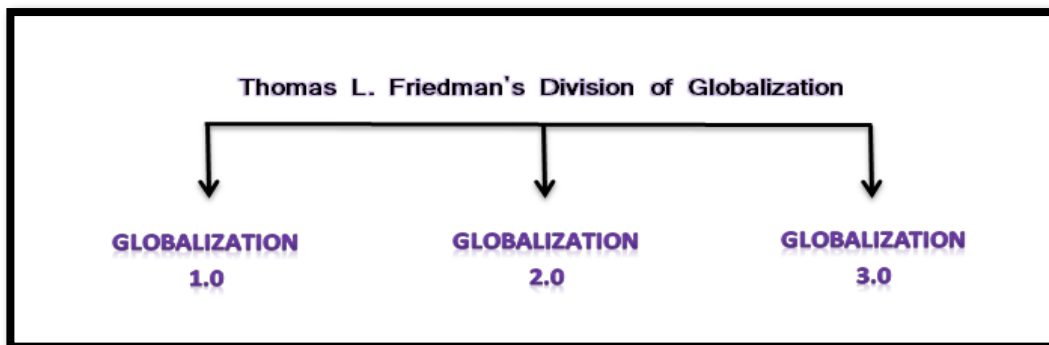 Thomas L. Friedman's Division of Globalization
GLOBALIZATION
1.0
GLOBALIZATION
2.0
GLOBALIZATION
3.0